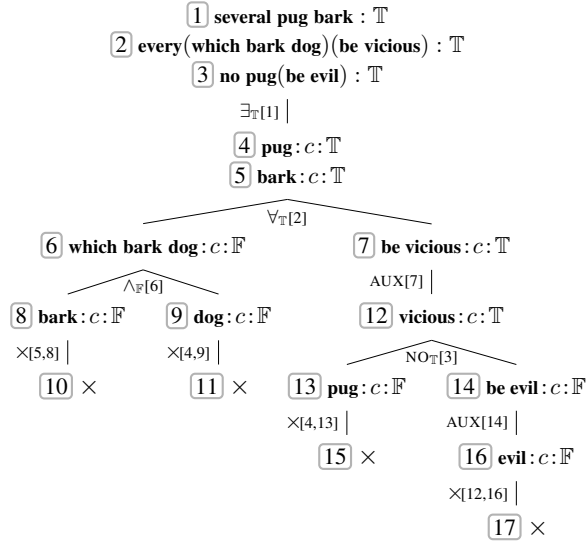 1 several pug bark : 𝕋
2 every(which bark dog)(be vicious) : 𝕋
3 no pug(be evil) : 𝕋
∃𝕋[1]
4 pug : c : 𝕋
5 bark : c : 𝕋
∀𝕋[2]
6 which bark dog : c : 𝔽 7 be vicious : c : 𝕋
∧𝔽[6] AUX[7]
8 bark : c : 𝔽 9 dog : c : 𝔽 12 vicious : c : 𝕋
×[5,8] ×[4,9] NO𝕋[3]
10 × 11 × 13 pug : c : 𝔽 14 be evil : c : 𝔽
×[4,13] AUX[14]
15 × 16 evil : c : 𝔽
×[12,16]
17 ×